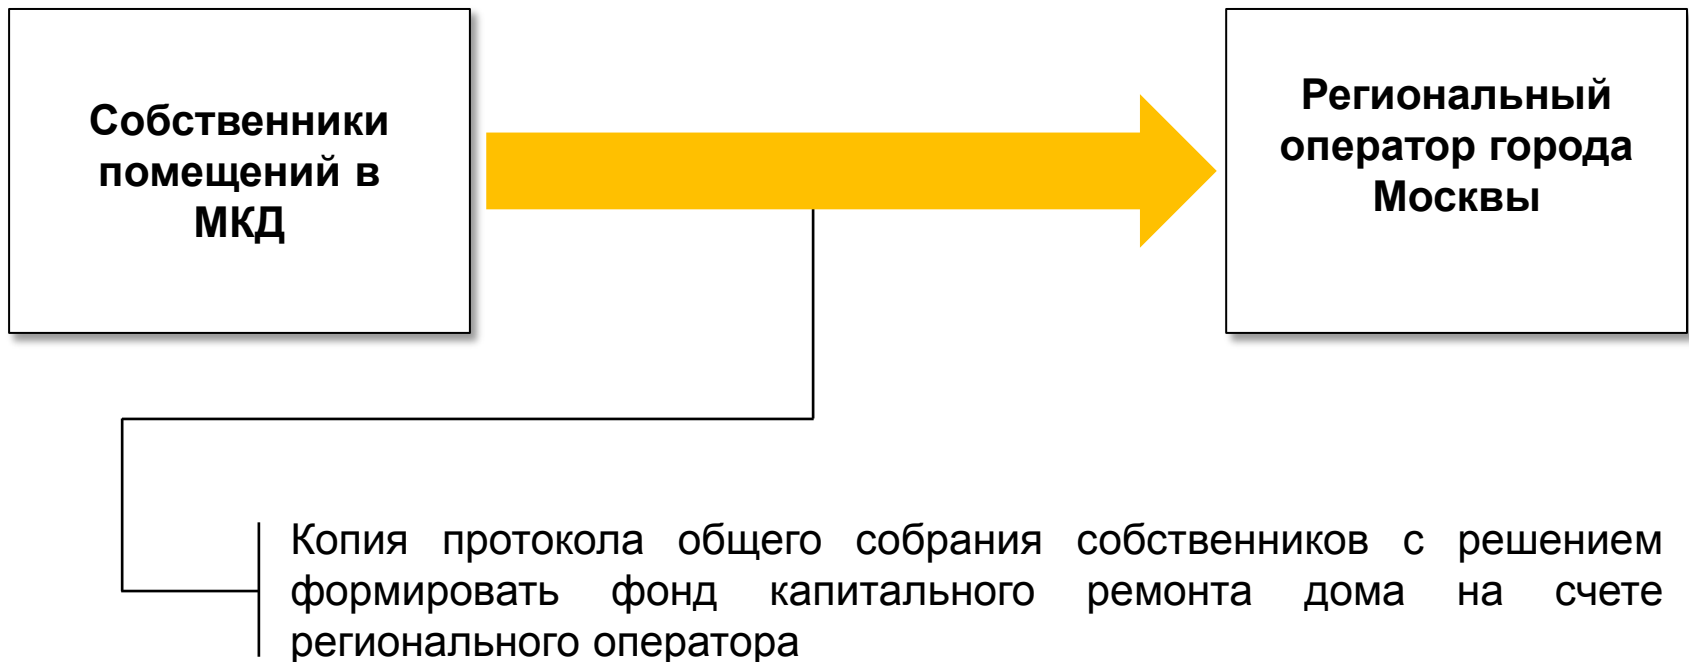 Собственники
помещений в
МКД
Региональный
оператор города
Москвы
Копия протокола общего собрания собственников с решением
формировать фонд капитального ремонта дома на счете
регионального оператора